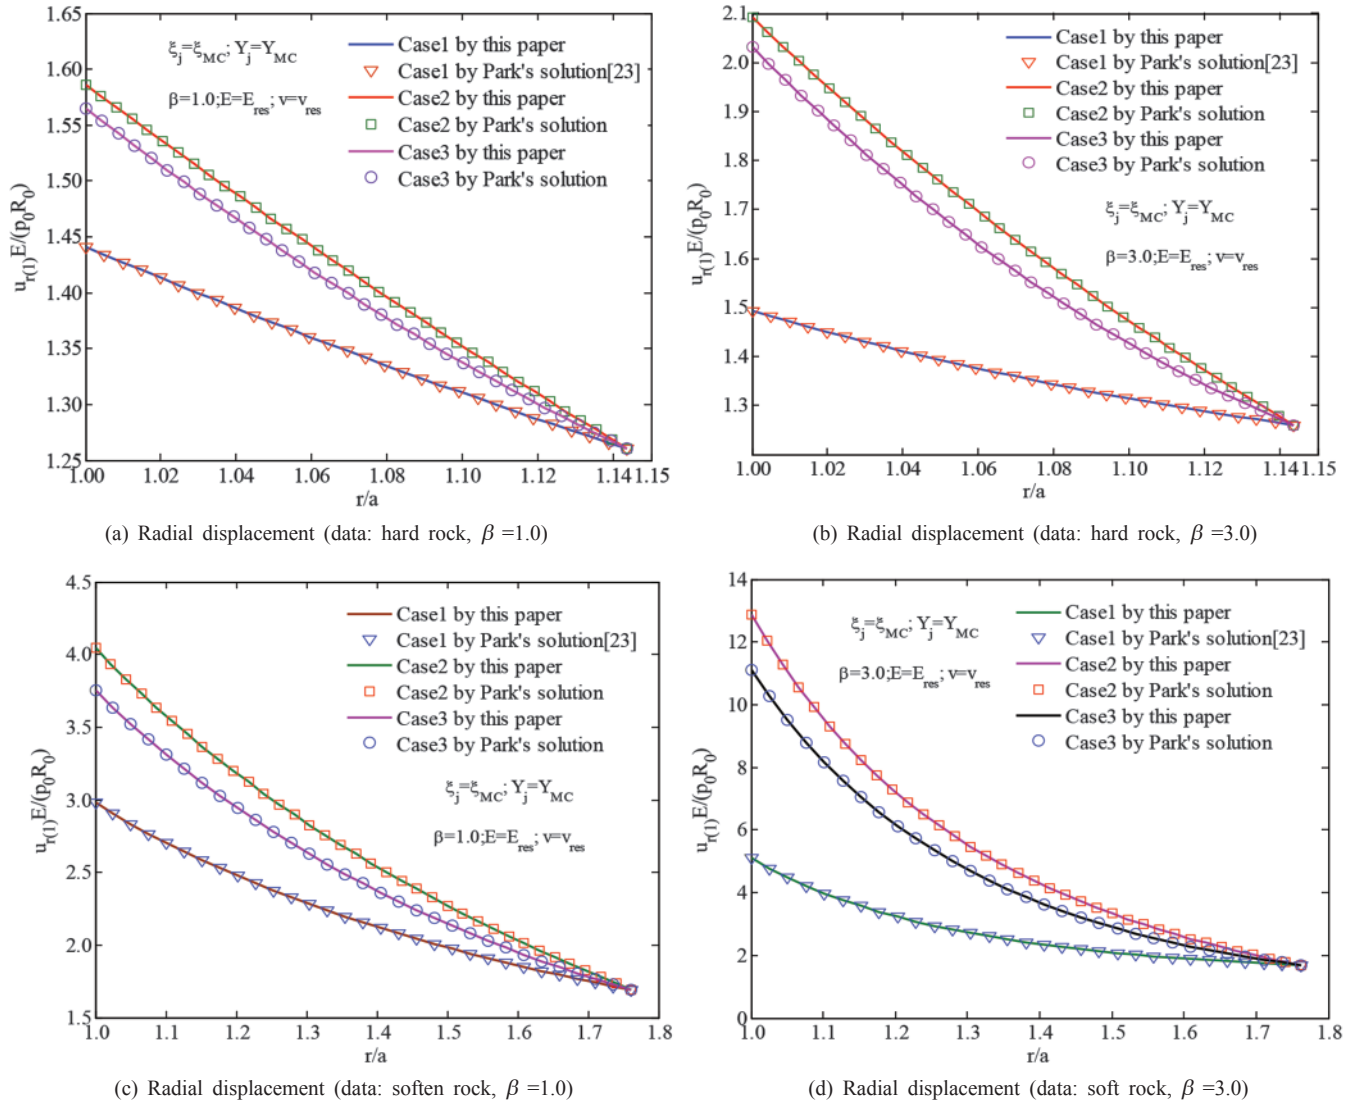 1.65
1.60
1.55
1.50
1.45
1.40
1.35
1.30
1.25
u_r(1)E/(p_0R_0)
ξ_j=ξ_MC; Y_j=Y_MC
β=1.0;E=E_res; v=v_res
Case1 by this paper
Case1 by Park's solution[23]
Case2 by this paper
Case2 by Park's solution
Case3 by this paper
Case3 by Park's solution
1.00 1.02 1.04 1.06 1.08 1.10 1.12 1.14 1.15
r/a
(a) Radial displacement (data: hard rock, β =1.0)
2.1
2.0
1.9
1.8
1.7
1.6
1.5
1.4
1.3
u_r(1)E/(p_0R_0)
Case1 by this paper
Case1 by Park's solution[23]
Case2 by this paper
Case2 by Park's solution
Case3 by this paper
Case3 by Park's solution
ξ_j=ξ_MC; Y_j=Y_MC
β=3.0;E=E_res; v=v_res
1.00 1.02 1.04 1.06 1.08 1.10 1.12 1.14 1.15
r/a
(b) Radial displacement (data: hard rock, β =3.0)
4.5
4.0
3.5
3.0
2.5
2.0
1.5
u_r(1)E/(p_0R_0)
Case1 by this paper
Case1 by Park's solution[23]
Case2 by this paper
Case2 by Park's solution
Case3 by this paper
Case3 by Park's solution
ξ_j=ξ_MC; Y_j=Y_MC
β=1.0;E=E_res; v=v_res
1.0 1.1 1.2 1.3 1.4 1.5 1.6 1.7 1.8
r/a
(c) Radial displacement (data: soften rock, β =1.0)
14
12
10
8
6
4
2
0
u_r(1)E/(p_0R_0)
ξ_j=ξ_MC; Y_j=Y_MC
β=3.0;E=E_res; v=v_res
Case1 by this paper
Case1 by Park's solution[23]
Case2 by this paper
Case2 by Park's solution
Case3 by this paper
Case3 by Park's solution
1.0 1.1 1.2 1.3 1.4 1.5 1.6 1.7 1.8
r/a
(d) Radial displacement (data: soft rock, β =3.0)